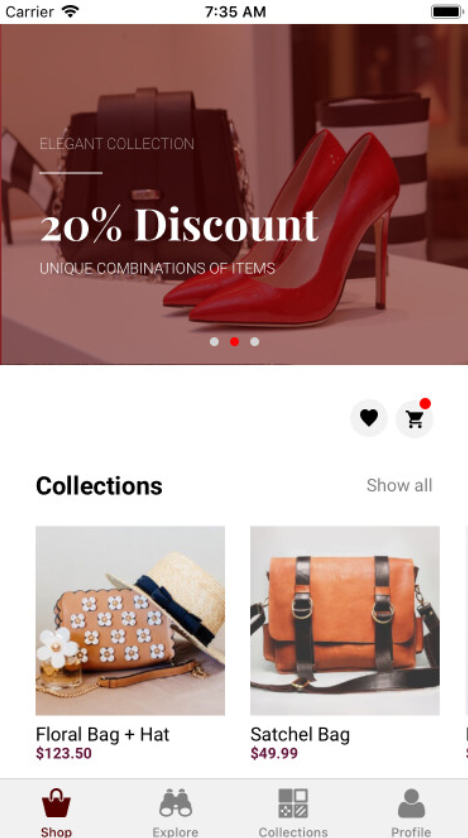 Carrier 7:35 AM
ELEGANT COLLECTION
20% Discount
UNIQUE COMBINATIONS OF ITEMS
Collections Show all
Floral Bag + Hat Satchel Bag
$123.50 $49.99
Shop Explore Collections Profile